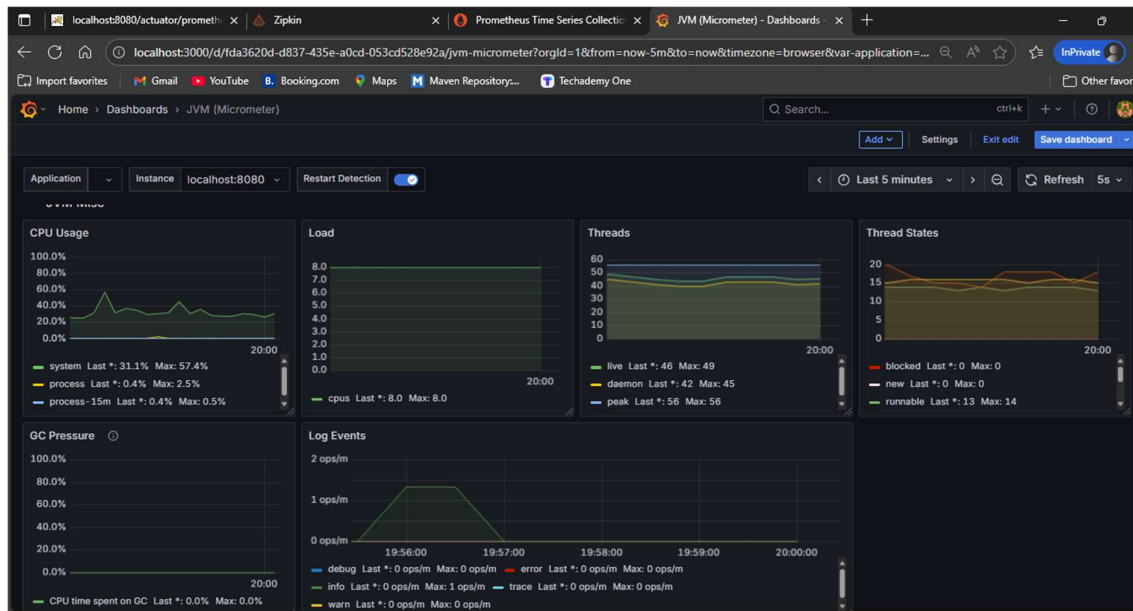 localhost:8080/actuator/prometh
Zipkin
Prometheus Time Series Collectio
JVM (Micrometer) - Dashboards -
localhost:3000/d/fda3620d-d837-435e-a0cd-053cd528e92a/jvm-micrometer?orgId=1&from=now-5m&to=now&timezone=browser&var-application=...
InPrivate
Import favorites
Gmail
YouTube
B. Booking.com
Maps
M Maven Repository:...
T Techademy One
Other favor
Home › Dashboards › JVM (Micrometer)
Search...
ctrl+k
Add
Settings
Exit edit
Save dashboard
Application
Instance
localhost:8080
Restart Detection
Last 5 minutes
Refresh
5s
JVM Misc
CPU Usage
100.0%
80.0%
60.0%
40.0%
20.0%
0.0%
20:00
system Last *: 31.1% Max: 57.4%
process Last *: 0.4% Max: 2.5%
process-15m Last *: 0.4% Max: 0.5%
Load
8.0
7.0
6.0
5.0
4.0
3.0
2.0
1.0
0.0
20:00
cpus Last *: 8.0 Max: 8.0
Threads
60
50
40
30
20
10
0
20:00
live Last *: 46 Max: 49
daemon Last *: 42 Max: 45
peak Last *: 56 Max: 56
Thread States
20
15
10
5
0
20:00
blocked Last *: 0 Max: 0
new Last *: 0 Max: 0
runnable Last *: 13 Max: 14
GC Pressure
100.0%
80.0%
60.0%
40.0%
20.0%
0.0%
20:00
CPU time spent on GC Last *: 0.0% Max: 0.0%
Log Events
2 ops/m
1 ops/m
0 ops/m
19:56:00 19:57:00 19:58:00 19:59:00 20:00:00
debug Last *: 0 ops/m Max: 0 ops/m error Last *: 0 ops/m Max: 0 ops/m
info Last *: 0 ops/m Max: 1 ops/m trace Last *: 0 ops/m Max: 0 ops/m
warn Last *: 0 ops/m Max: 0 ops/m